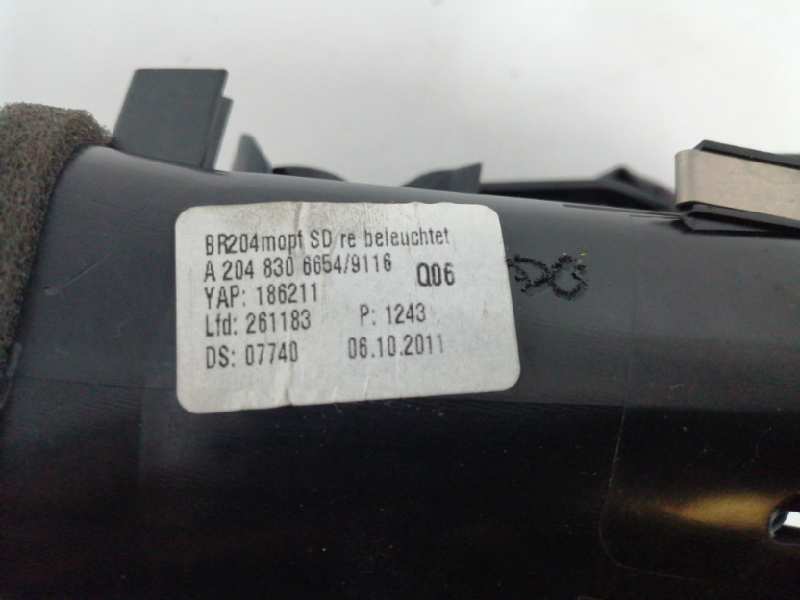 BR204mopf SD re beleuchtet
A 204 830 6654/9116 Q06
YAP: 186211
Lfd: 261183 P: 1243
DS: 07740 06.10.2011